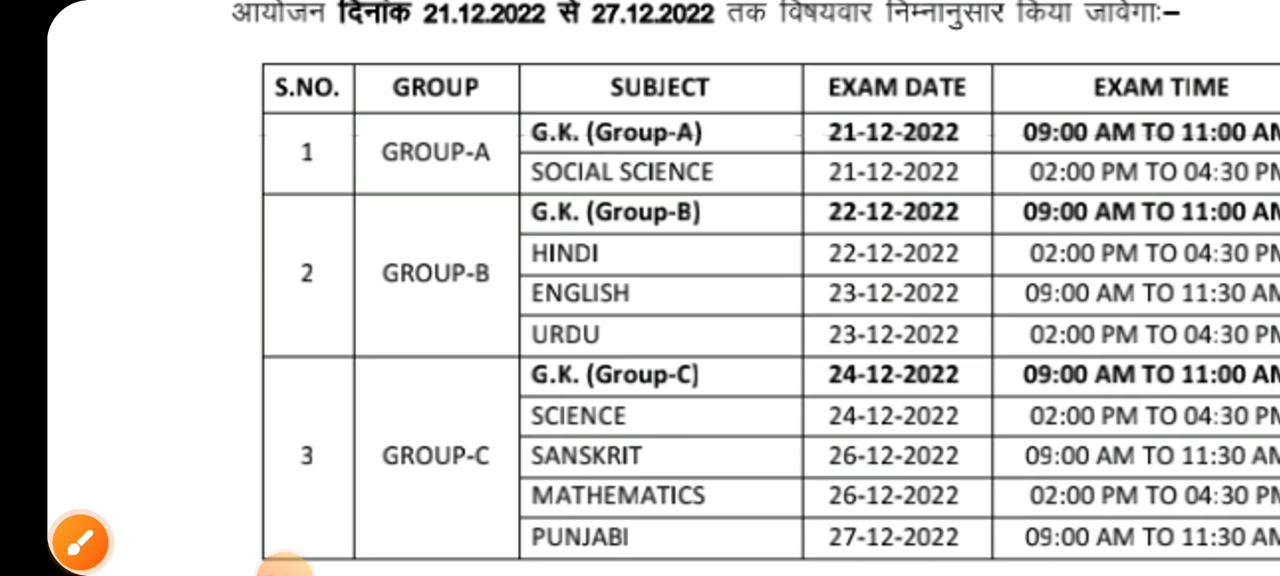 आयोजन दिनांक 21.12.2022 से 27.12.2022 तक विषयवार निम्नानुसार किया जावेगाः–
S.NO. GROUP SUBJECT EXAM DATE EXAM TIME
1 GROUP-A G.K. (Group-A) 21-12-2022 09:00 AM TO 11:00 AM
SOCIAL SCIENCE 21-12-2022 02:00 PM TO 04:30 PM
2 GROUP-B G.K. (Group-B) 22-12-2022 09:00 AM TO 11:00 AM
HINDI 22-12-2022 02:00 PM TO 04:30 PM
ENGLISH 23-12-2022 09:00 AM TO 11:30 AM
URDU 23-12-2022 02:00 PM TO 04:30 PM
3 GROUP-C G.K. (Group-C) 24-12-2022 09:00 AM TO 11:00 AM
SCIENCE 24-12-2022 02:00 PM TO 04:30 PM
SANSKRIT 26-12-2022 09:00 AM TO 11:30 AM
MATHEMATICS 26-12-2022 02:00 PM TO 04:30 PM
PUNJABI 27-12-2022 09:00 AM TO 11:30 AM